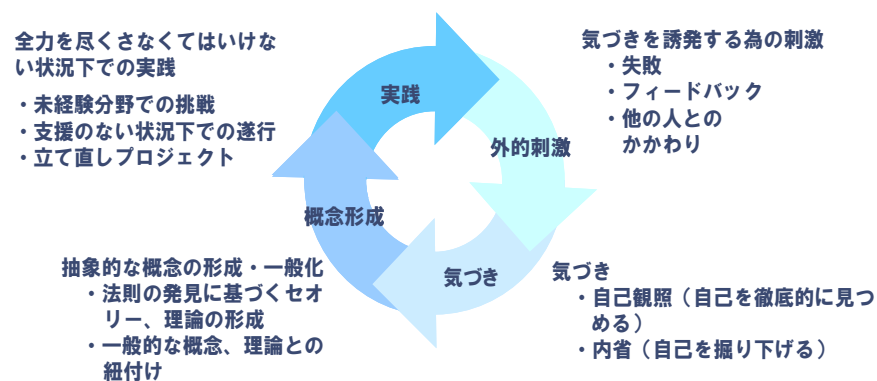 全力を尽くさなくてはいけな
い状況下での実践
・未経験分野での挑戦
・支援のない状況下での遂行
・立て直しプロジェクト
実践
気づきを誘発する為の刺激
・失敗
・フィードバック
・他の人との
かかわり
外的刺激
概念形成
気づき
抽象的な概念の形成・一般化
・法則の発見に基づくセオ
リー、理論の形成
・一般的な概念、理論との
紐付け
気づき
・自己観照（自己を徹底的に見つ
める）
・内省（自己を掘り下げる）